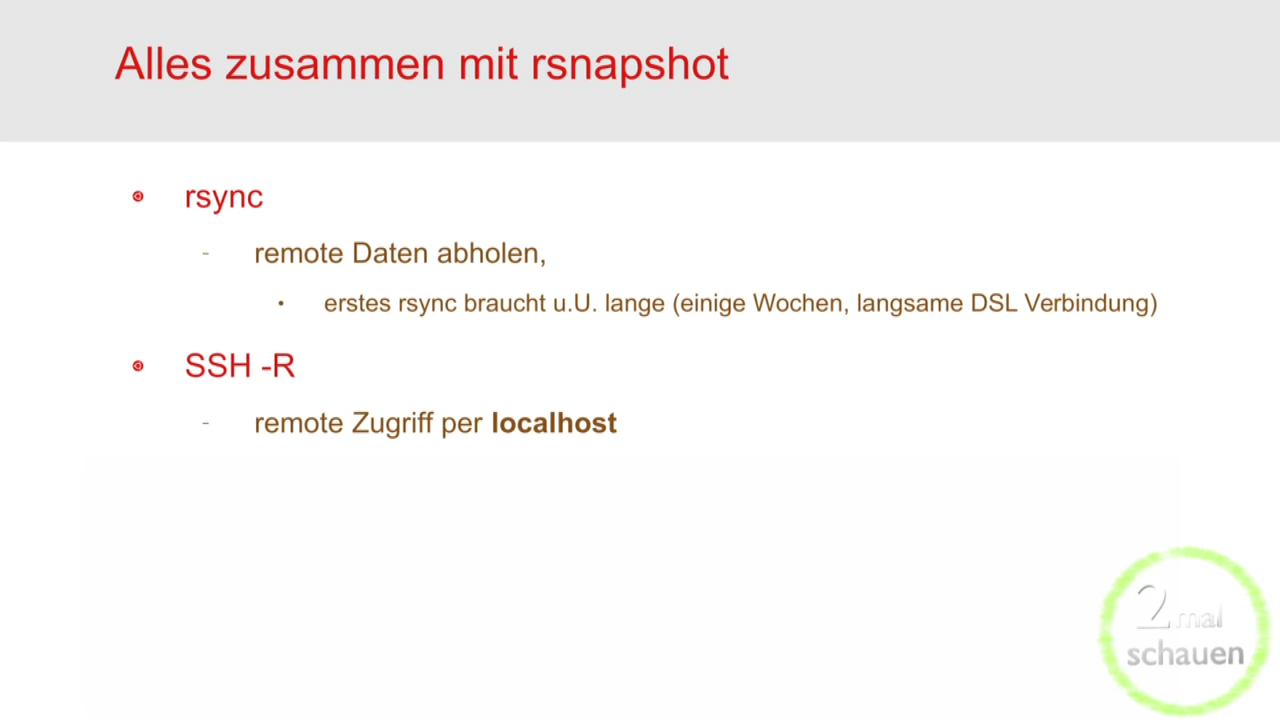 Alles zusammen mit rsnapshot
rsync
- remote Daten abholen,
• erstes rsync braucht u.U. lange (einige Wochen, langsame DSL Verbindung)
SSH -R
- remote Zugriff per localhost
2 mal
schauen